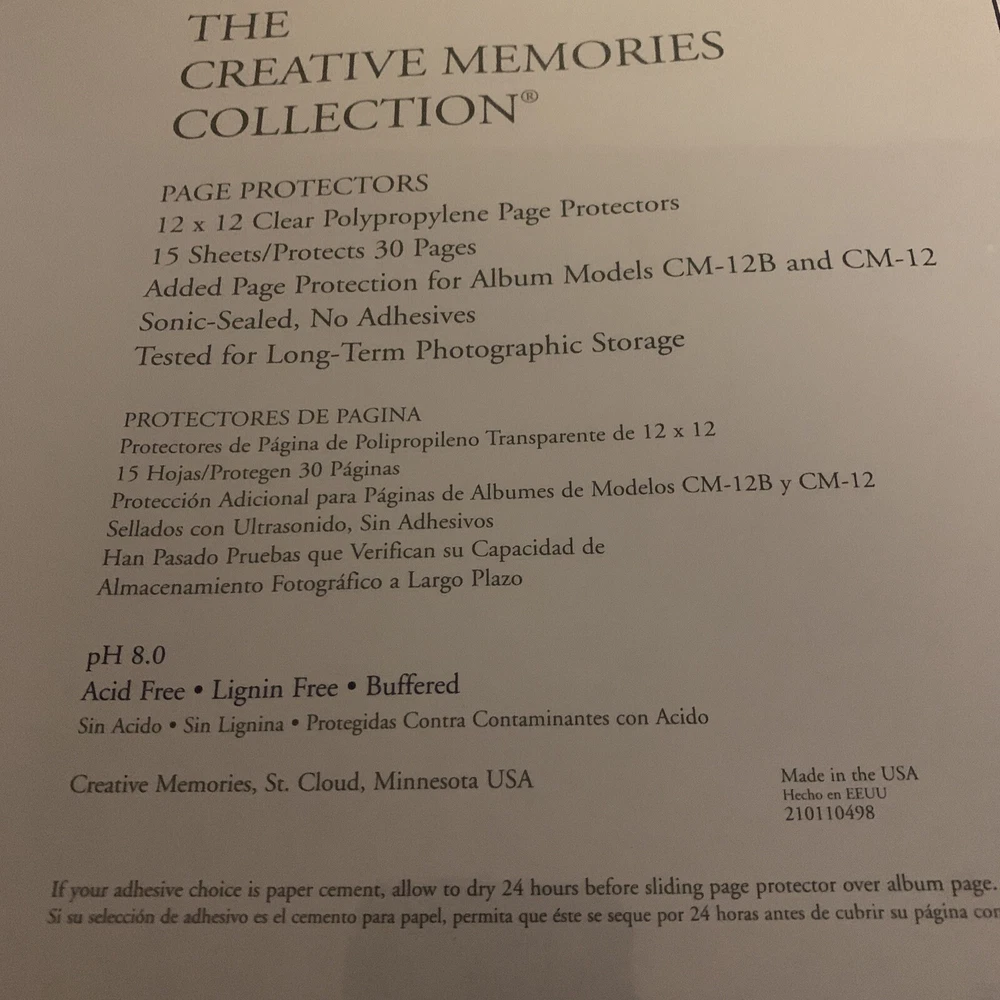 THE
CREATIVE MEMORIES
COLLECTION®
PAGE PROTECTORS
12 x 12 Clear Polypropylene Page Protectors
15 Sheets/Protects 30 Pages
Added Page Protection for Album Models CM-12B and CM-12
Sonic-Sealed, No Adhesives
Tested for Long-Term Photographic Storage
PROTECTORES DE PAGINA
Protectores de Página de Polipropileno Transparente de 12 x 12
15 Hojas/Protegen 30 Páginas
Protección Adicional para Páginas de Albumes de Modelos CM-12B y CM-12
Sellados con Ultrasonido, Sin Adhesivos
Han Pasado Pruebas que Verifican su Capacidad de
Almacenamiento Fotográfico a Largo Plazo
pH 8.0
Acid Free • Lignin Free • Buffered
Sin Acido • Sin Lignina • Protegidas Contra Contaminantes con Acido
Creative Memories, St. Cloud, Minnesota USA
Made in the USA
Hecho en EEUU
210110498
If your adhesive choice is paper cement, allow to dry 24 hours before sliding page protector over album page.
Si su selección de adhesivo es el cemento para papel, permita que éste se seque por 24 horas antes de cubrir su página